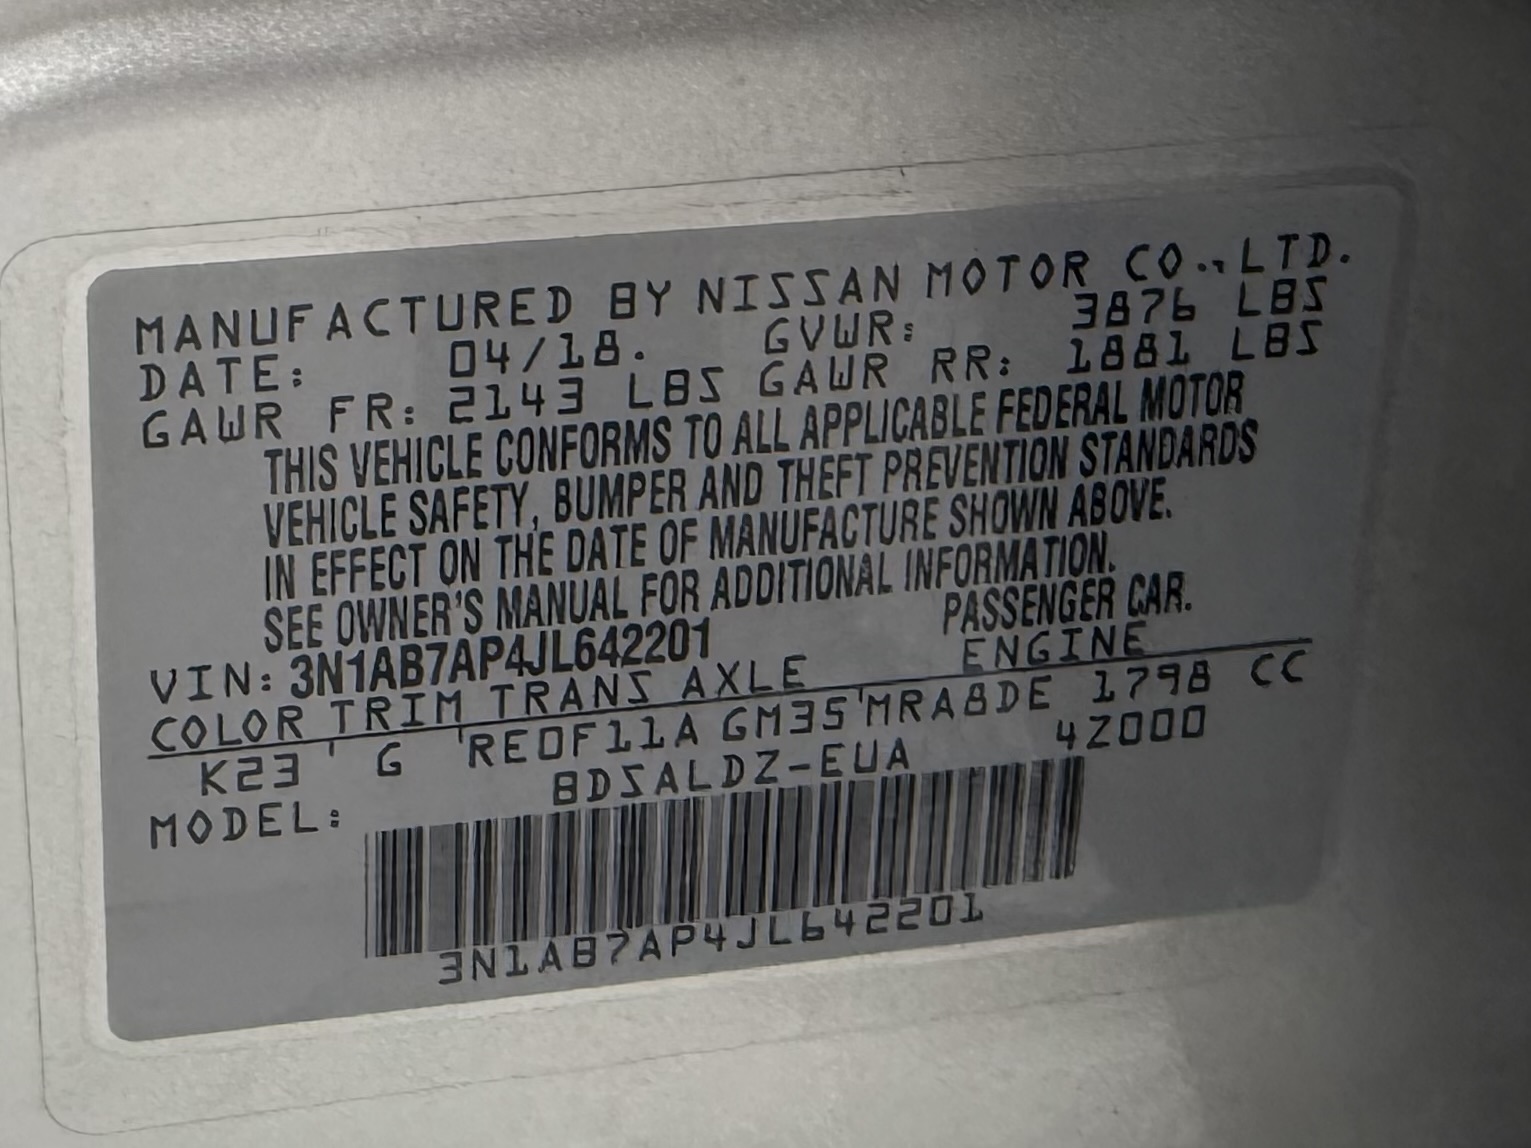 MANUFACTURED BY NISSAN MOTOR CO.,LTD.
DATE: 04/18. GVWR: 3876 LBS
GAWR FR: 2143 LBS GAWR RR: 1881 LBS
THIS VEHICLE CONFORMS TO ALL APPLICABLE FEDERAL MOTOR
VEHICLE SAFETY, BUMPER AND THEFT PREVENTION STANDARDS
IN EFFECT ON THE DATE OF MANUFACTURE SHOWN ABOVE.
SEE OWNER'S MANUAL FOR ADDITIONAL INFORMATION.
VIN: 3N1AB7AP4JL642201 PASSENGER CAR.
COLOR TRIM TRANS AXLE ENGINE
K23 ' G 'RE0F11A GM35'MRA8DE 1798 CC
MODEL: BDSALDZ-EUA 4Z000
3N1AB7AP4JL642201